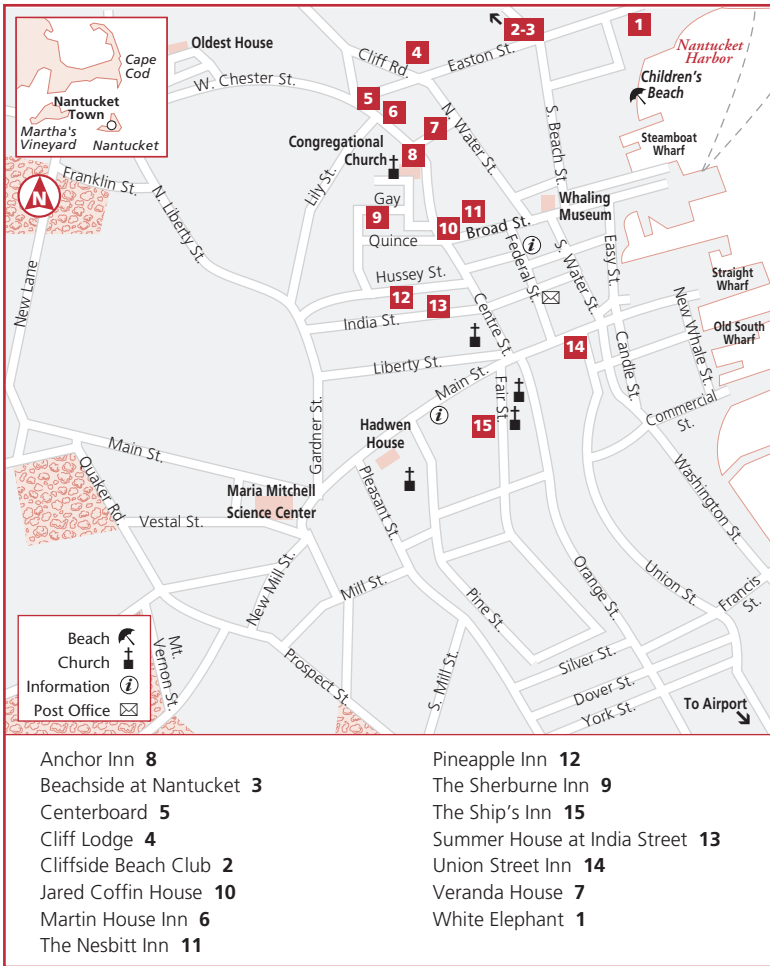 Oldest House
Cape
Cod
Nantucket
Town
Martha's
Vineyard
Nantucket
Cliff Rd.
4
2-3
1
Easton St.
Nantucket
Harbor
Children's
Beach
W. Chester St.
5
6
7
N. Water St.
S. Beach St.
Steamboat
Wharf
Congregational
Church
8
N
Franklin St.
Lily St.
N. Liberty St.
Gay
9
Quince
10
11
Broad St.
Whaling
Museum
i
Federal St.
S. Water St.
Easy St.
New Lane
Hussey St.
12
13
India St.
Centre St.
Straight
Wharf
New Whale St.
Old South
Wharf
14
Candle St.
Liberty St.
Main St.
Fair St.
Commercial
St.
i
15
Gardner St.
Hadwen
House
Main St.
Quaker Rd.
Maria Mitchell
Science Center
Pleasant St.
Washington St.
Vestal St.
New Mill St.
Mill St.
Pine St.
Orange St.
Union St.
Francis
St.
Mt.
Vernon St.
Prospect St.
S. Mill St.
Silver St.
Dover St.
York St.
To Airport
Beach
Church
Information i
Post Office
Anchor Inn 8
Beachside at Nantucket 3
Centerboard 5
Cliff Lodge 4
Cliffside Beach Club 2
Jared Coffin House 10
Martin House Inn 6
The Nesbitt Inn 11
Pineapple Inn 12
The Sherburne Inn 9
The Ship's Inn 15
Summer House at India Street 13
Union Street Inn 14
Veranda House 7
White Elephant 1